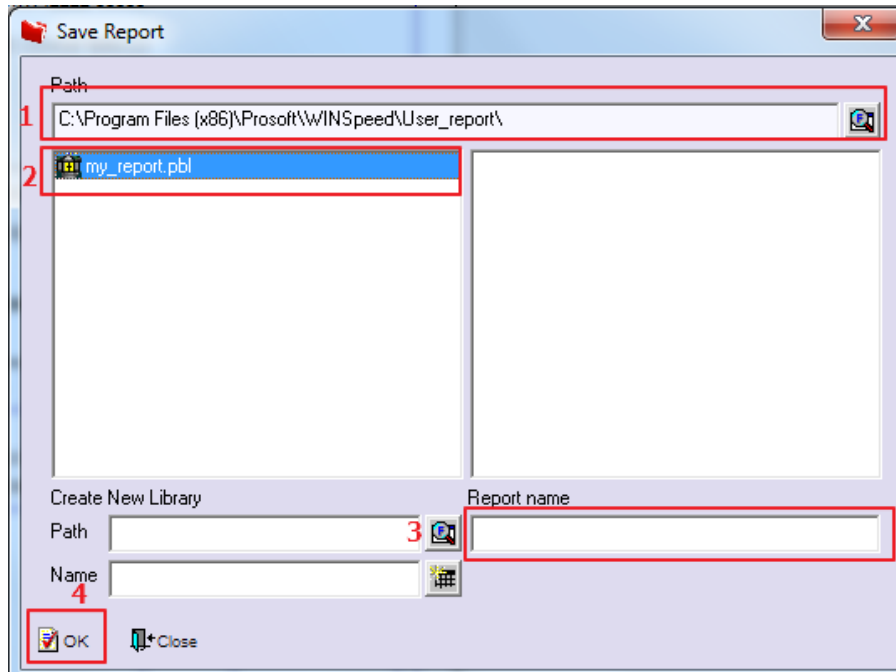 Save Report
Path
1
C:\Program Files (x86)\Prosoft\WINSpeed\User_report\
2
my_report.pbl
Create New Library
Report name
Path
3
Name
4
OK
Close